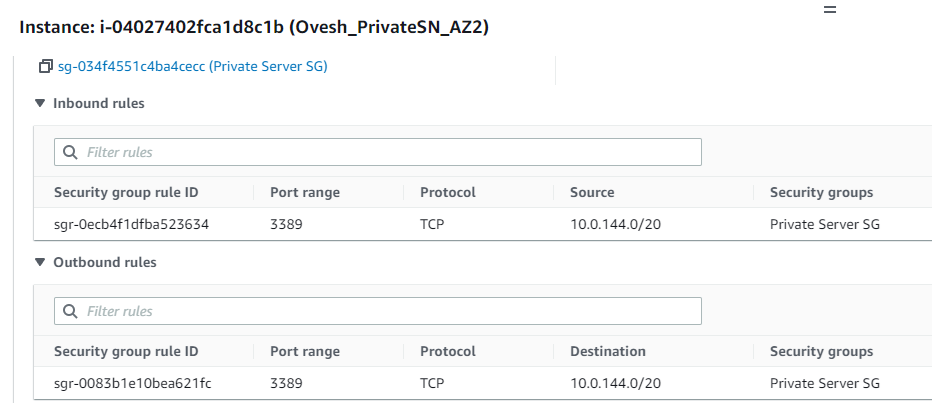 Instance: i-04027402fca1d8c1b (Ovesh_PrivateSN_AZ2)
sg-034f4551c4ba4cecc (Private Server SG)
Inbound rules
Filter rules
Security group rule ID Port range Protocol Source Security groups
sgr-0ecb4f1dfba523634 3389 TCP 10.0.144.0/20 Private Server SG
Outbound rules
Filter rules
Security group rule ID Port range Protocol Destination Security groups
sgr-0083b1e10bea621fc 3389 TCP 10.0.144.0/20 Private Server SG